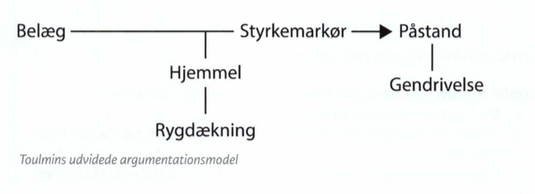 Belæg Styrkemarkør Påstand
Hjemmel
Gendrivelse
Rygdækning
Toulmins udvidede argumentationsmodel